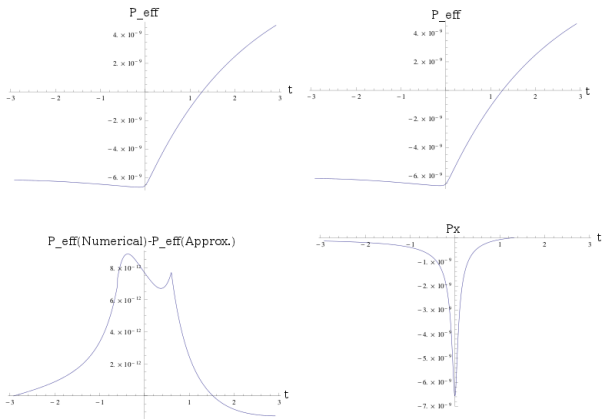 P_eff
4. × 10⁻⁹
2. × 10⁻⁹
-3 -2 -1 1 2 3 t
-2. × 10⁻⁹
-4. × 10⁻⁹
-6. × 10⁻⁹
P_eff
4. × 10⁻⁹
2. × 10⁻⁹
-3 -2 -1 1 2 3 t
-2. × 10⁻⁹
-4. × 10⁻⁹
-6. × 10⁻⁹
P_eff(Numerical)-P_eff(Approx.)
8. × 10⁻¹²
6. × 10⁻¹²
4. × 10⁻¹²
2. × 10⁻¹²
-3 -2 -1 1 2 3 t
Px
-3 -2 -1 1 2 3 t
-1. × 10⁻⁹
-2. × 10⁻⁹
-3. × 10⁻⁹
-4. × 10⁻⁹
-5. × 10⁻⁹
-6. × 10⁻⁹
-7. × 10⁻⁹